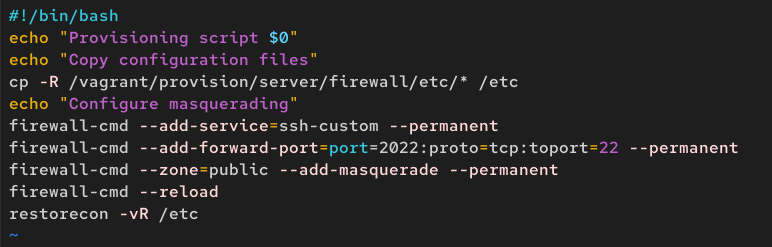 #!/bin/bash
echo "Provisioning script $0"
echo "Copy configuration files"
cp -R /vagrant/provision/server/firewall/etc/* /etc
echo "Configure masquerading"
firewall-cmd --add-service=ssh-custom --permanent
firewall-cmd --add-forward-port=port=2022:proto=tcp:toport=22 --permanent
firewall-cmd --zone=public --add-masquerade --permanent
firewall-cmd --reload
restorecon -vR /etc
~